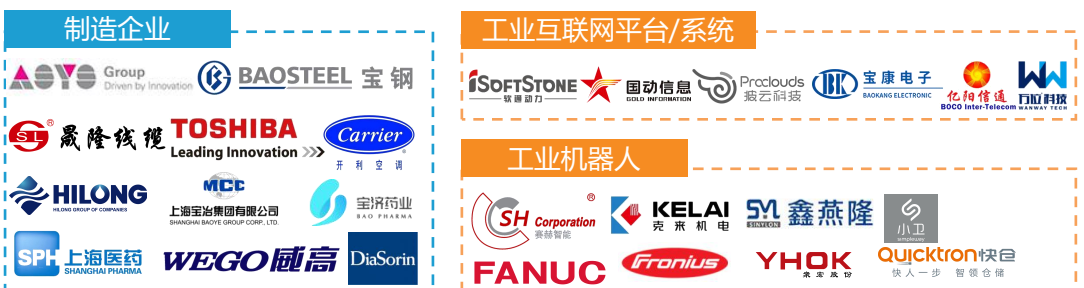 制造企业
ASYS Group
Driven by Innovation
BAOSTEEL 宝钢
SL® 晟隆线缆
TOSHIBA
Leading Innovation
Carrier
开利空调
HILONG
HILONG GROUP OF COMPANIES
MCC
上海宝冶集团有限公司
SHANGHAI BAOYE GROUP CORP., LTD.
宝济药业
BAO PHARMA
SPH 上海医药
SHANGHAI PHARMA
WEGO威高
DiaSorin
工业互联网平台/系统
iSOFTSTONE
软通动力
国动信息
GOLD INFORMATION
Proclouds
披云科技
BK 宝康电子
BAOKANG ELECTRONIC
亿阳信通
BOCO Inter-Telecom
万位科技
WANWAY TECH
工业机器人
SH Corporation®
赛赫智能
KELAI
克来机电
SYL 鑫燕隆
SINYLON
小卫
FANUC
Fronius
YHOK
荣宏股份
Quicktron快仓
快人一步 智领仓储